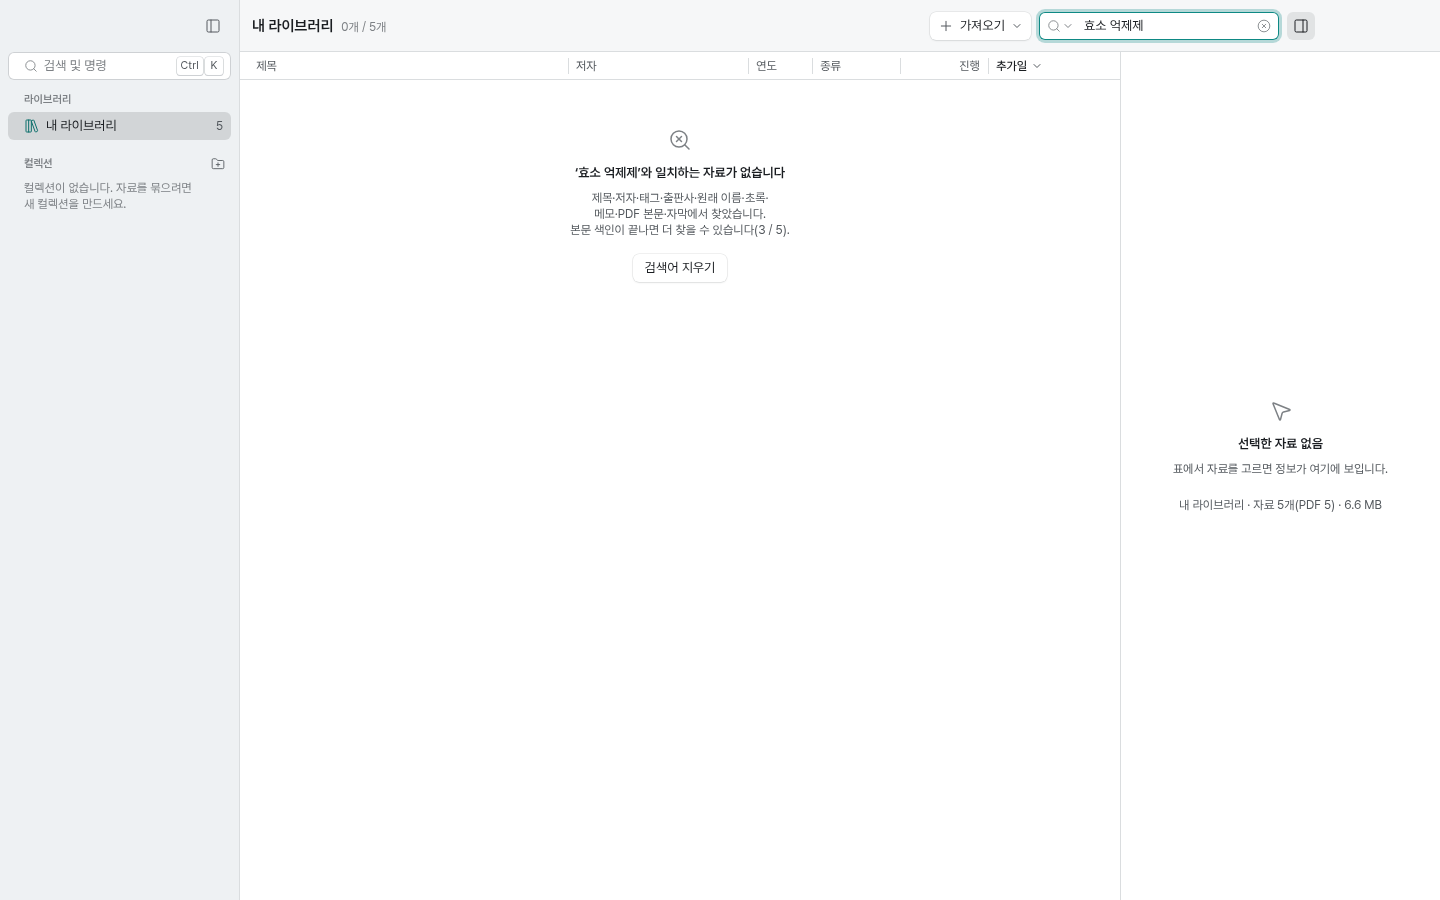 내 라이브러리 0개 / 5개
가져오기
효소 억제제
검색 및 명령 Ctrl K
라이브러리
내 라이브러리 5
컬렉션
컬렉션이 없습니다. 자료를 묶으려면
새 컬렉션을 만드세요.
제목 저자 연도 종류 진행 추가일
‘효소 억제제’와 일치하는 자료가 없습니다
제목·저자·태그·출판사·원래 이름·초록·
메모·PDF 본문·자막에서 찾았습니다.
본문 색인이 끝나면 더 찾을 수 있습니다(3 / 5).
검색어 지우기
선택한 자료 없음
표에서 자료를 고르면 정보가 여기에 보입니다.
내 라이브러리 · 자료 5개(PDF 5) · 6.6 MB